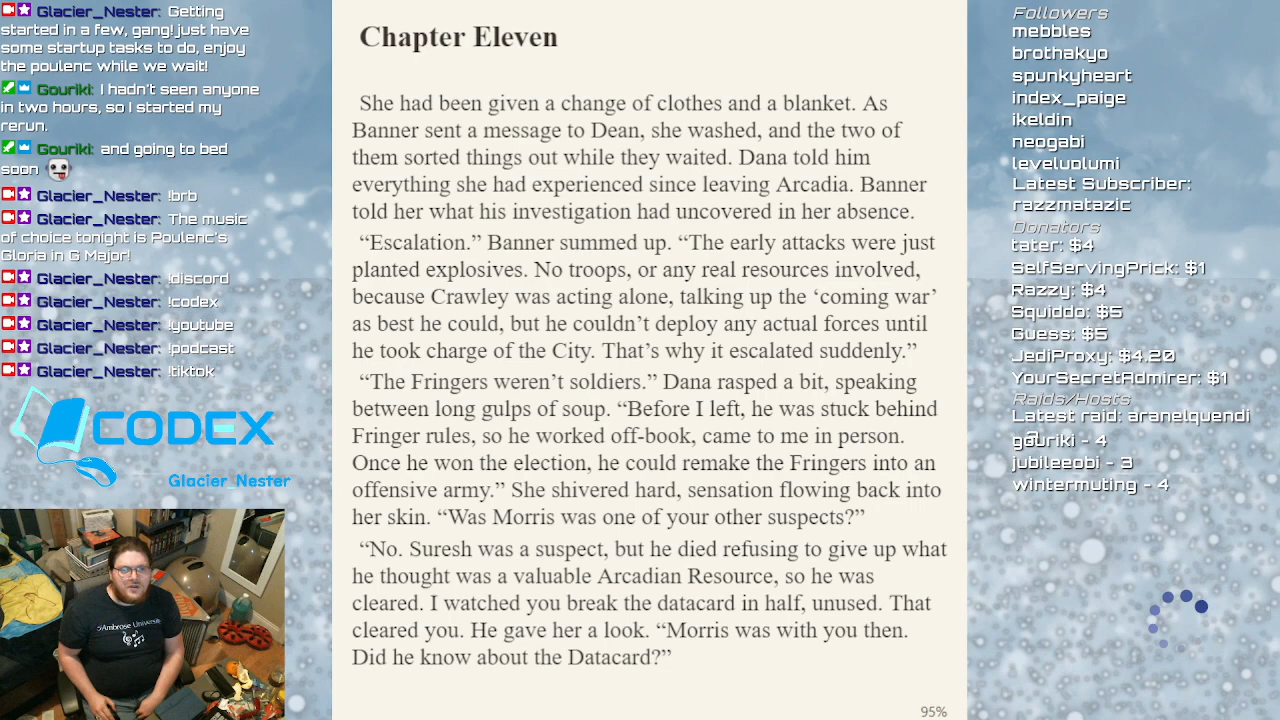 Glacier_Nester: Getting
started in a few, gang! just have
some startup tasks to do, enjoy
the poulenc while we wait!
Gouriki: I hadn't seen anyone
in two hours, so I started my
rerun.
Gouriki: and going to bed
soon
Glacier_Nester: !brb
Glacier_Nester: The music
of choice tonight is Poulenc's
Gloria in G Major!
Glacier_Nester: !discord
Glacier_Nester: !codex
Glacier_Nester: !youtube
Glacier_Nester: !podcast
Glacier_Nester: !tiktok
CODEX
Glacier_Nester
St Ambrose University
Chapter Eleven
She had been given a change of clothes and a blanket. As
Banner sent a message to Dean, she washed, and the two of
them sorted things out while they waited. Dana told him
everything she had experienced since leaving Arcadia. Banner
told her what his investigation had uncovered in her absence.
“Escalation.” Banner summed up. “The early attacks were just
planted explosives. No troops, or any real resources involved,
because Crawley was acting alone, talking up the ‘coming war’
as best he could, but he couldn’t deploy any actual forces until
he took charge of the City. That’s why it escalated suddenly.”
“The Fringers weren’t soldiers.” Dana rasped a bit, speaking
between long gulps of soup. “Before I left, he was stuck behind
Fringer rules, so he worked off-book, came to me in person.
Once he won the election, he could remake the Fringers into an
offensive army.” She shivered hard, sensation flowing back into
her skin. “Was Morris was one of your other suspects?”
“No. Suresh was a suspect, but he died refusing to give up what
he thought was a valuable Arcadian Resource, so he was
cleared. I watched you break the datacard in half, unused. That
cleared you. He gave her a look. “Morris was with you then.
Did he know about the Datacard?”
95%
Followers
mebbles
brothakyo
spunkyheart
index_paige
ikeldin
neogabi
leveluplumi
Latest Subscriber:
razzmatazic
Donators
tater: $4
SelfServingPrick: $1
Razzy: $4
Squiddo: $5
Guess: $5
JediProxy: $4.20
YourSecretAdmirer: $1
Raids/Hosts
Latest raid: aranelquendi
gouriki - 4
jubileeobi - 3
wintermuting - 4